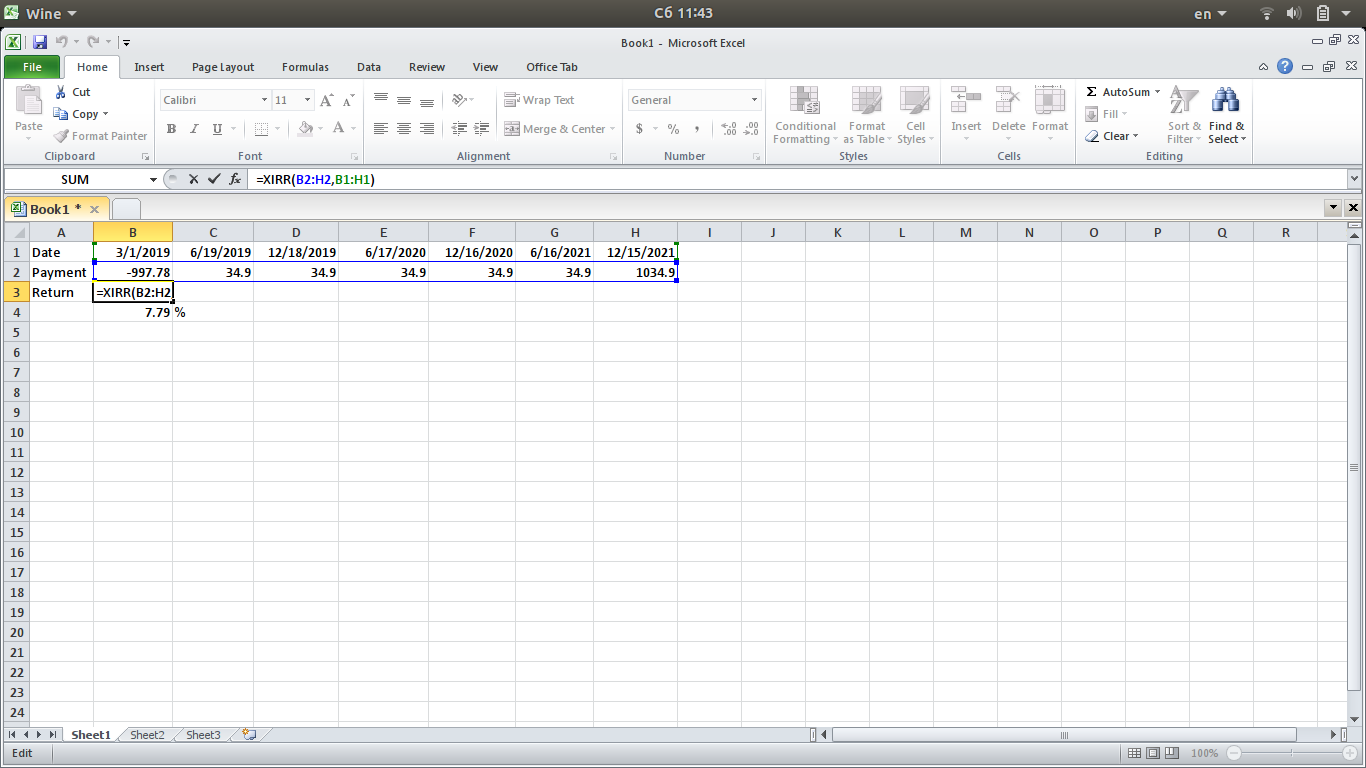 Wine
Сб 11:43
en
Book1 - Microsoft Excel
File Home Insert Page Layout Formulas Data Review View Office Tab
Paste
Cut
Copy
Format Painter
Clipboard
Calibri 11
B I U A
Font
Wrap Text
Merge & Center
Alignment
General
$ % ,
Number
Conditional Formatting
Format as Table
Cell Styles
Styles
Insert Delete Format
Cells
Σ AutoSum
Fill
Clear
Sort & Filter
Find & Select
Editing
SUM fx =XIRR(B2:H2,B1:H1)
Book1 *
A B C D E F G H I J K L M N O P Q R
1 Date 3/1/2019 6/19/2019 12/18/2019 6/17/2020 12/16/2020 6/16/2021 12/15/2021
2 Payment -997.78 34.9 34.9 34.9 34.9 34.9 1034.9
3 Return =XIRR(B2:H2
4 7.79 %
5
6
7
8
9
10
11
12
13
14
15
16
17
18
19
20
21
22
23
24
Sheet1 Sheet2 Sheet3
Edit 100%